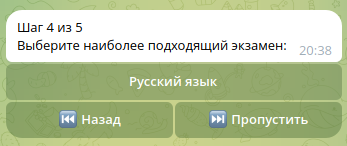 Шаг 4 из 5
Выберите наиболее подходящий экзамен:
20:38
Русский язык
⏮ Назад
⏭ Пропустить